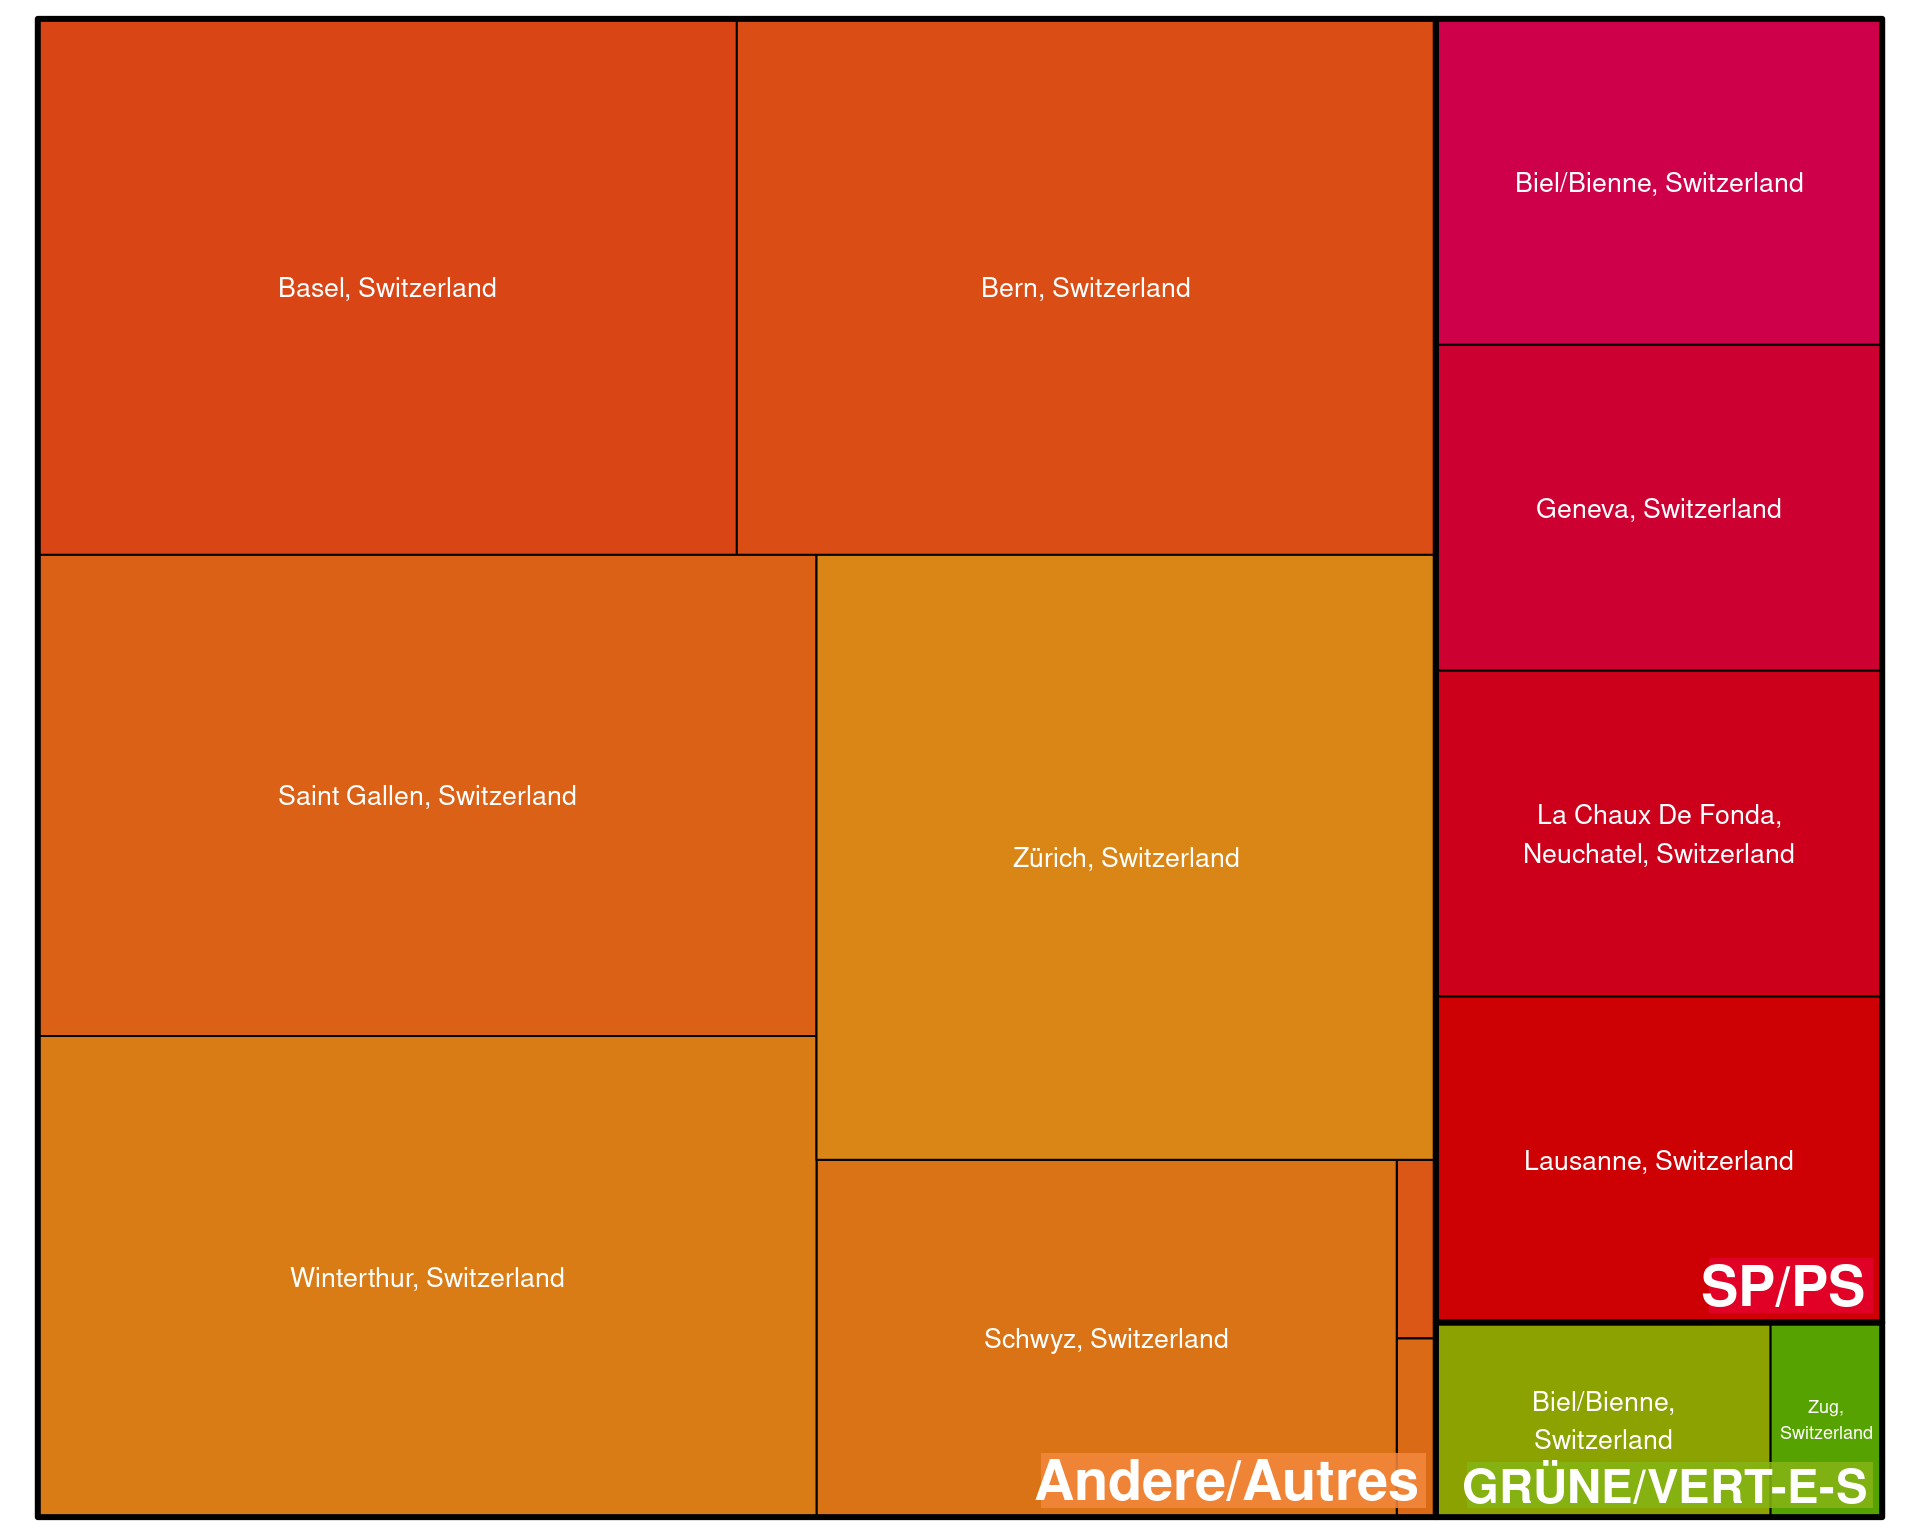 Basel, Switzerland
Bern, Switzerland
Saint Gallen, Switzerland
Zürich, Switzerland
Winterthur, Switzerland
Schwyz, Switzerland
Andere/Autres
Biel/Bienne, Switzerland
Geneva, Switzerland
La Chaux De Fonda,
Neuchatel, Switzerland
Lausanne, Switzerland
SP/PS
Biel/Bienne,
Switzerland
Zug,
Switzerland
GRÜNE/VERT-E-S